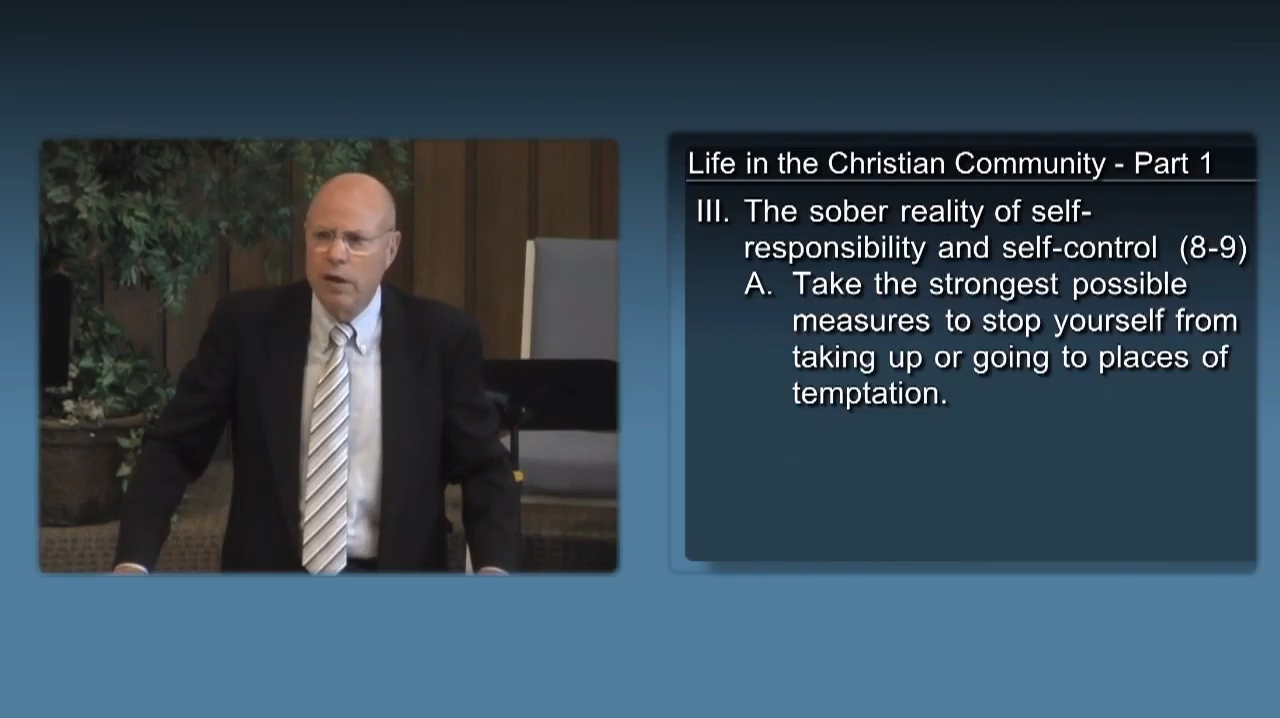 Life in the Christian Community - Part 1
III. The sober reality of self-
responsibility and self-control (8-9)
A. Take the strongest possible
measures to stop yourself from
taking up or going to places of
temptation.